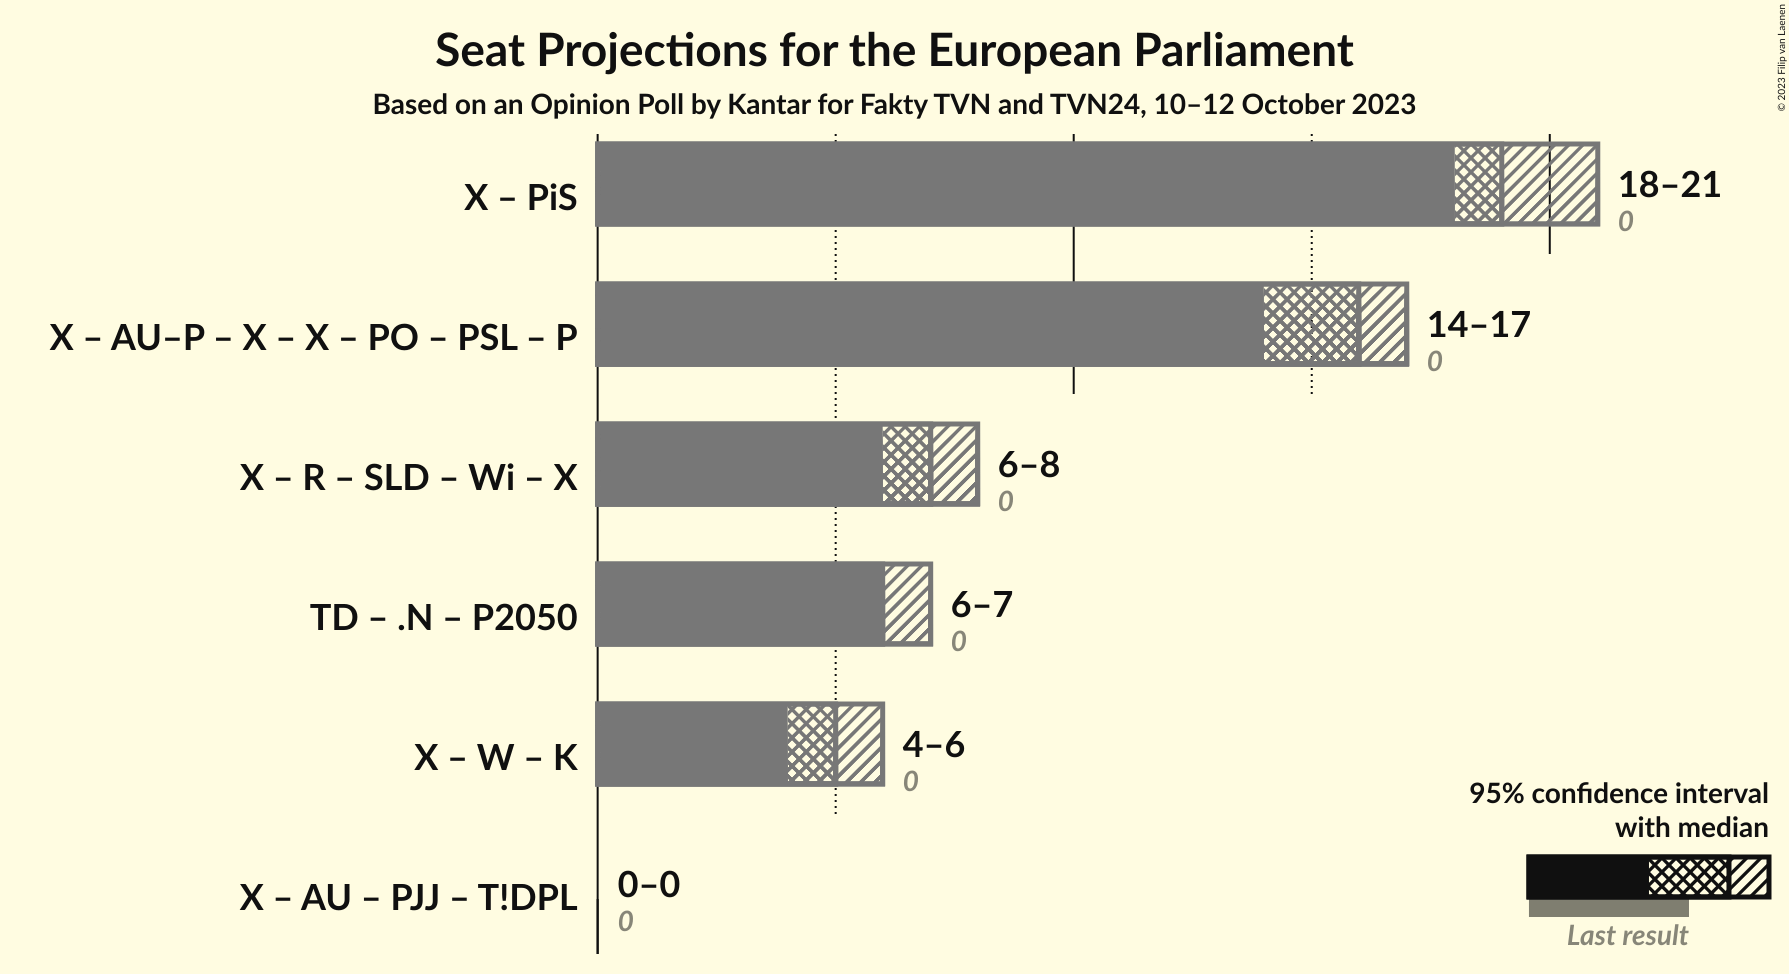 Seat Projections for the European Parliament
Based on an Opinion Poll by Kantar for Fakty TVN and TVN24, 10–12 October 2023
© 2023 Filip van Laenen
X – PiS
18–21
0
X – AU–P – X – X – PO – PSL – P
14–17
0
X – R – SLD – Wi – X
6–8
0
TD – .N – P2050
6–7
0
X – W – K
4–6
0
X – AU – PJJ – T!DPL
0–0
0
95% confidence interval
with median
Last result